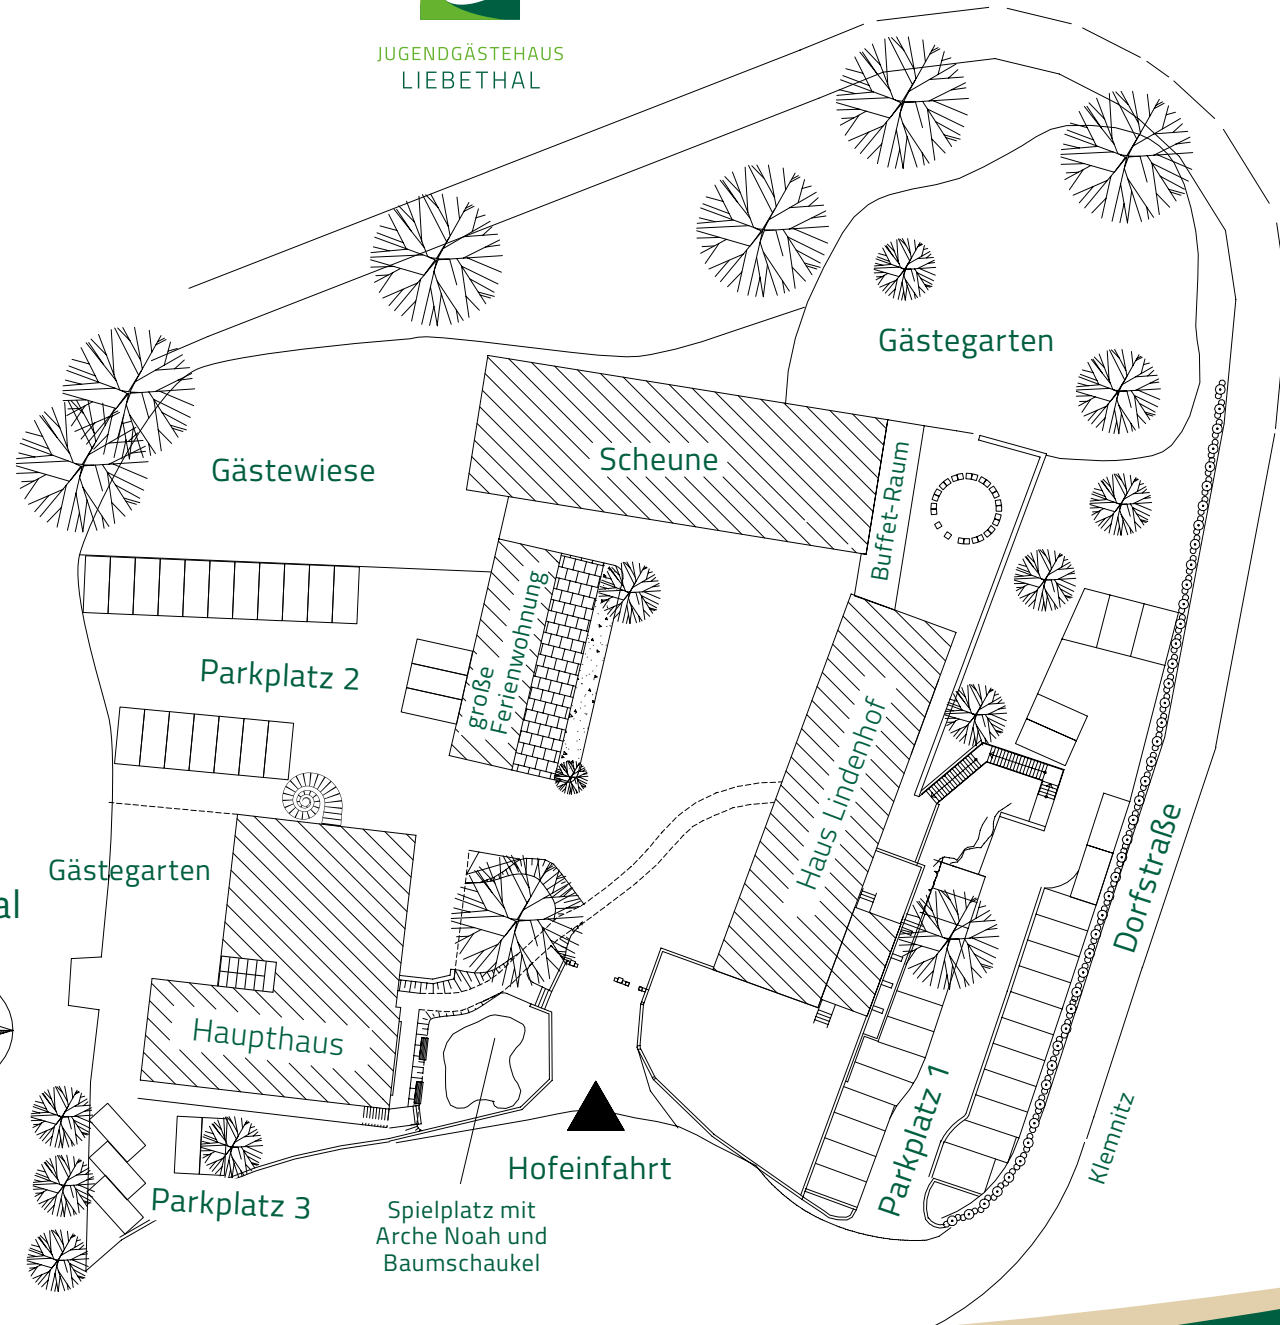 JUGENDGÄSTEHAUS
LIEBETHAL
Gästegarten
Scheune
Gästewiese
Buffet-Raum
große
Ferienwohnung
Parkplatz 2
Haus Lindenhof
Gästegarten
al
Dorfstraße
Haupthaus
Parkplatz 1
Klemnitz
Hofeinfahrt
Parkplatz 3
Spielplatz mit
Arche Noah und
Baumschaukel